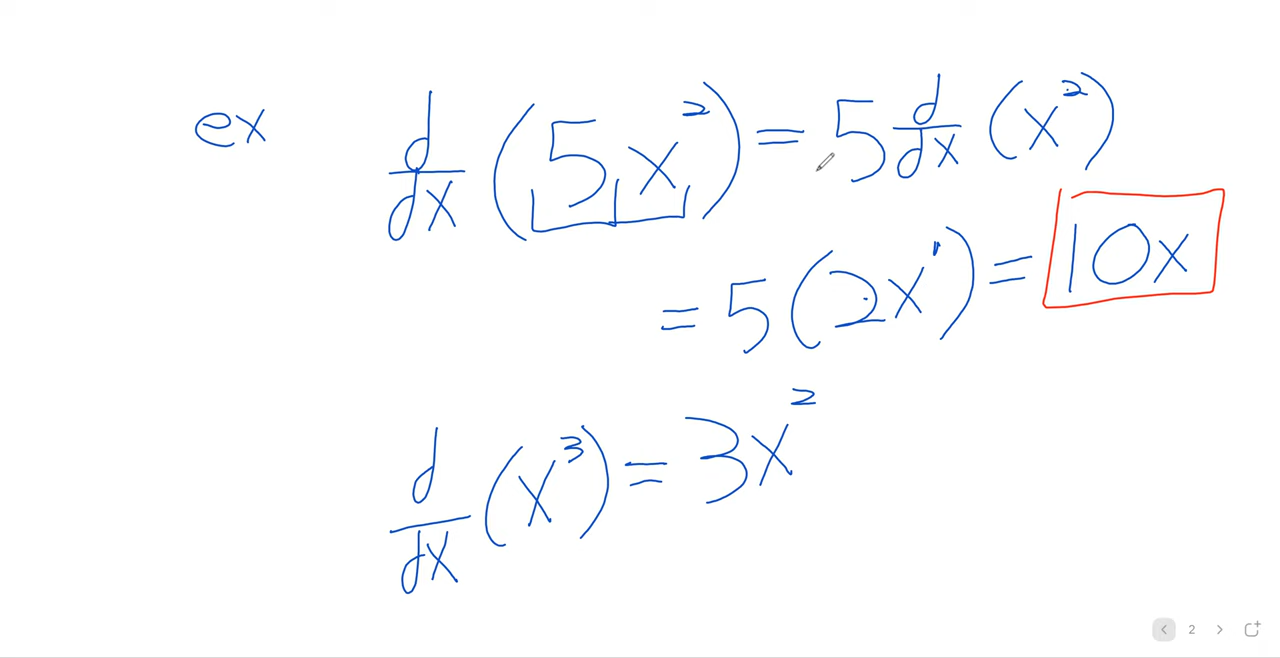 ex d/dx (5x²) = 5 d/dx (x²)
= 5(2x¹) = 10x
d/dx (x³) = 3x²
2